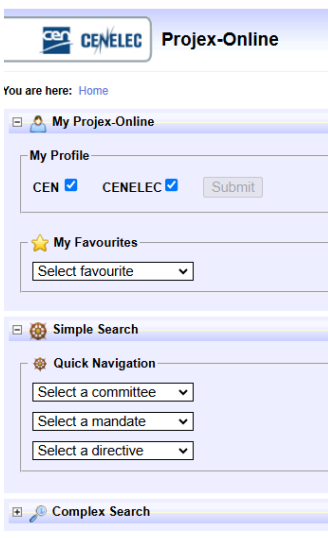 cen CENELEC Projex-Online
You are here: Home
My Projex-Online
My Profile
CEN CENELEC Submit
My Favourites
Select favourite
Simple Search
Quick Navigation
Select a committee
Select a mandate
Select a directive
Complex Search